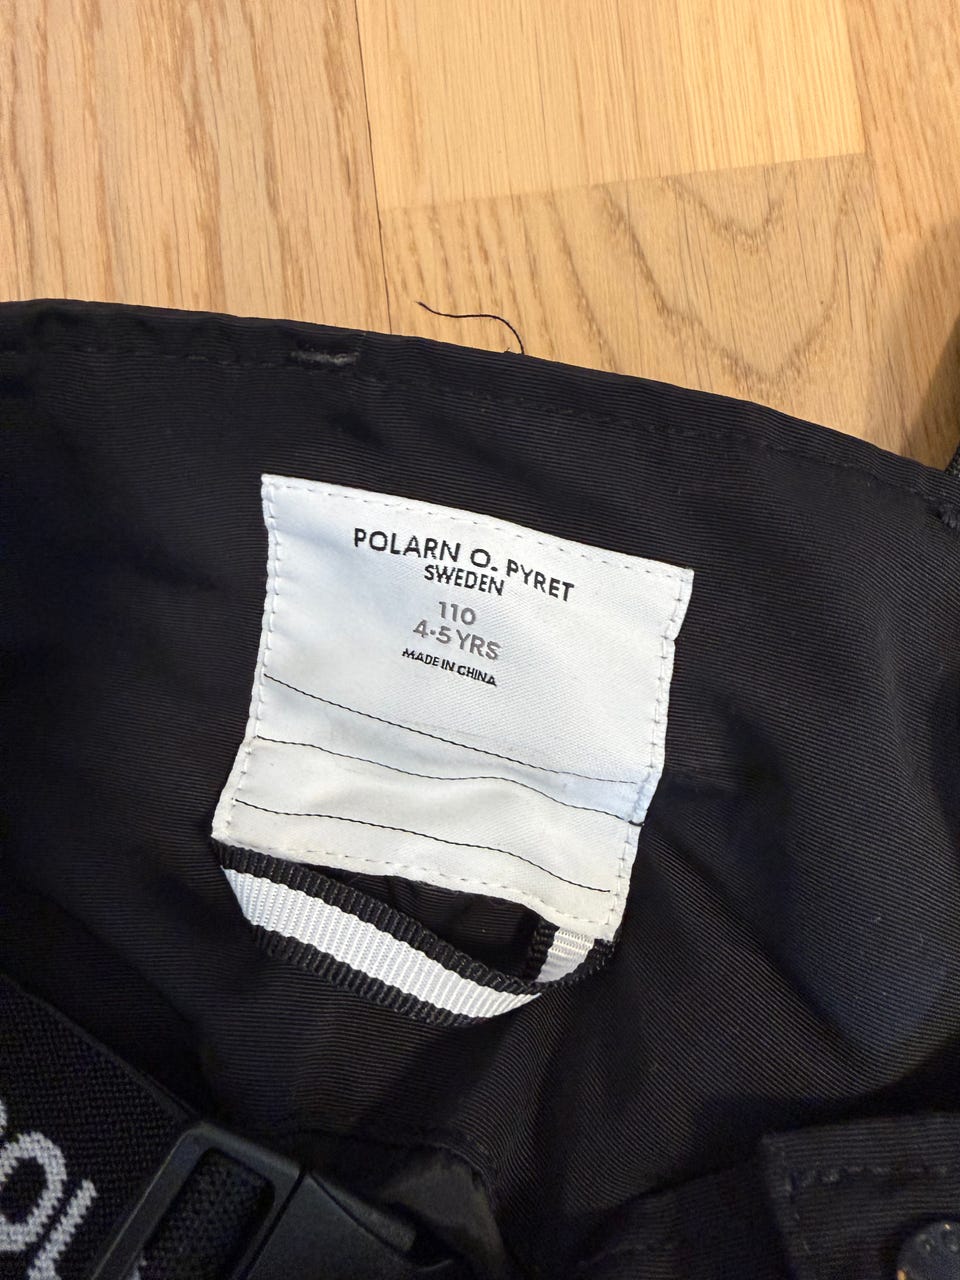 POLARN O. PYRET
SWEDEN
110
4-5 YRS
MADE IN CHINA